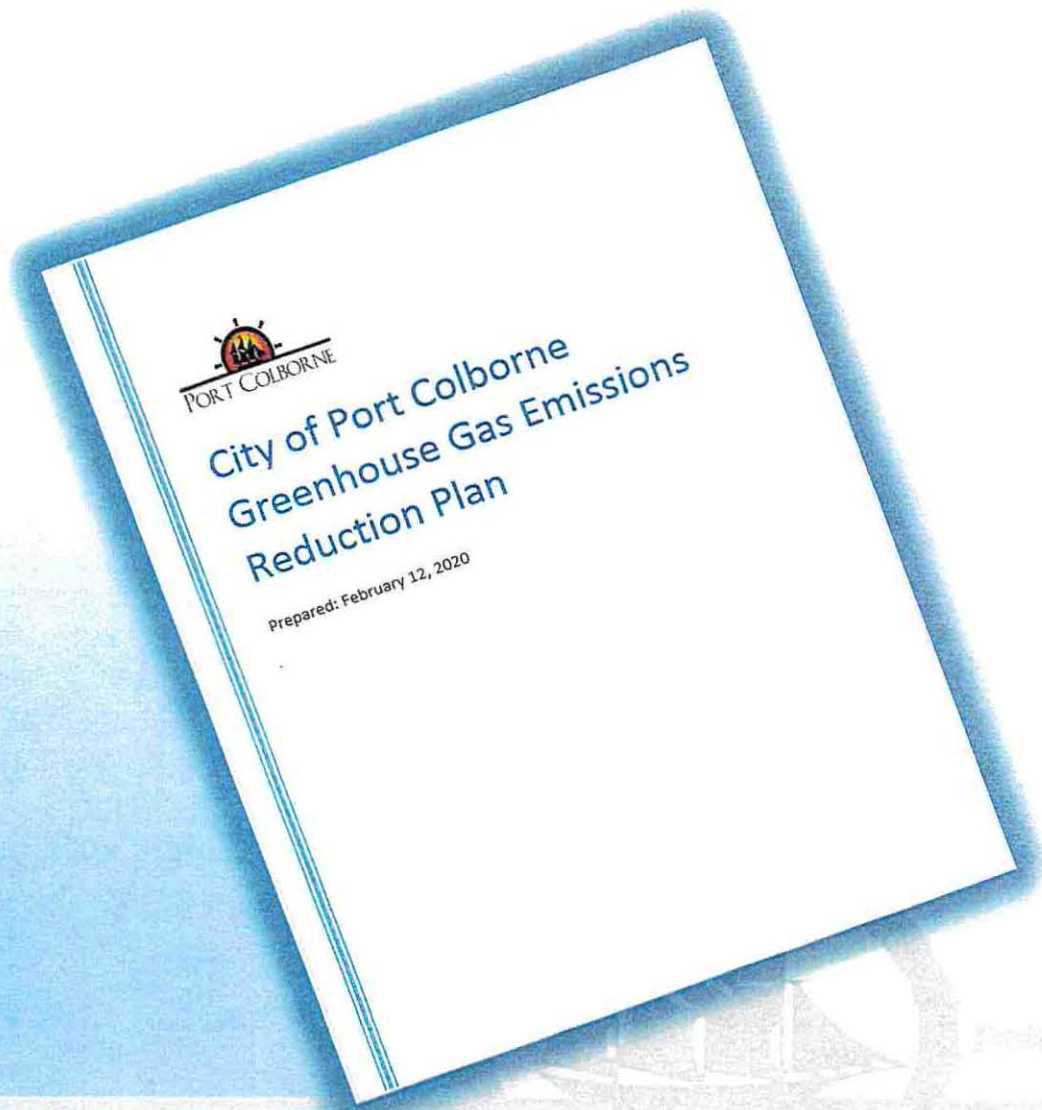 PORT COLBORNE
City of Port Colborne
Greenhouse Gas Emissions
Reduction Plan
Prepared: February 12, 2020